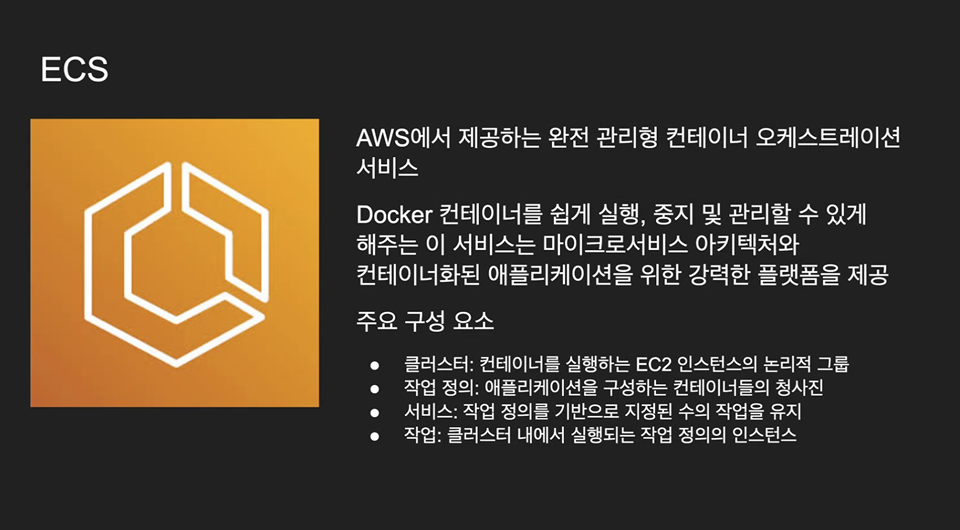 ECS
AWS에서 제공하는 완전 관리형 컨테이너 오케스트레이션
서비스
Docker 컨테이너를 쉽게 실행, 중지 및 관리할 수 있게
해주는 이 서비스는 마이크로서비스 아키텍처와
컨테이너화된 애플리케이션을 위한 강력한 플랫폼을 제공
주요 구성 요소
● 클러스터: 컨테이너를 실행하는 EC2 인스턴스의 논리적 그룹
● 작업 정의: 애플리케이션을 구성하는 컨테이너들의 청사진
● 서비스: 작업 정의를 기반으로 지정된 수의 작업을 유지
● 작업: 클러스터 내에서 실행되는 작업 정의의 인스턴스